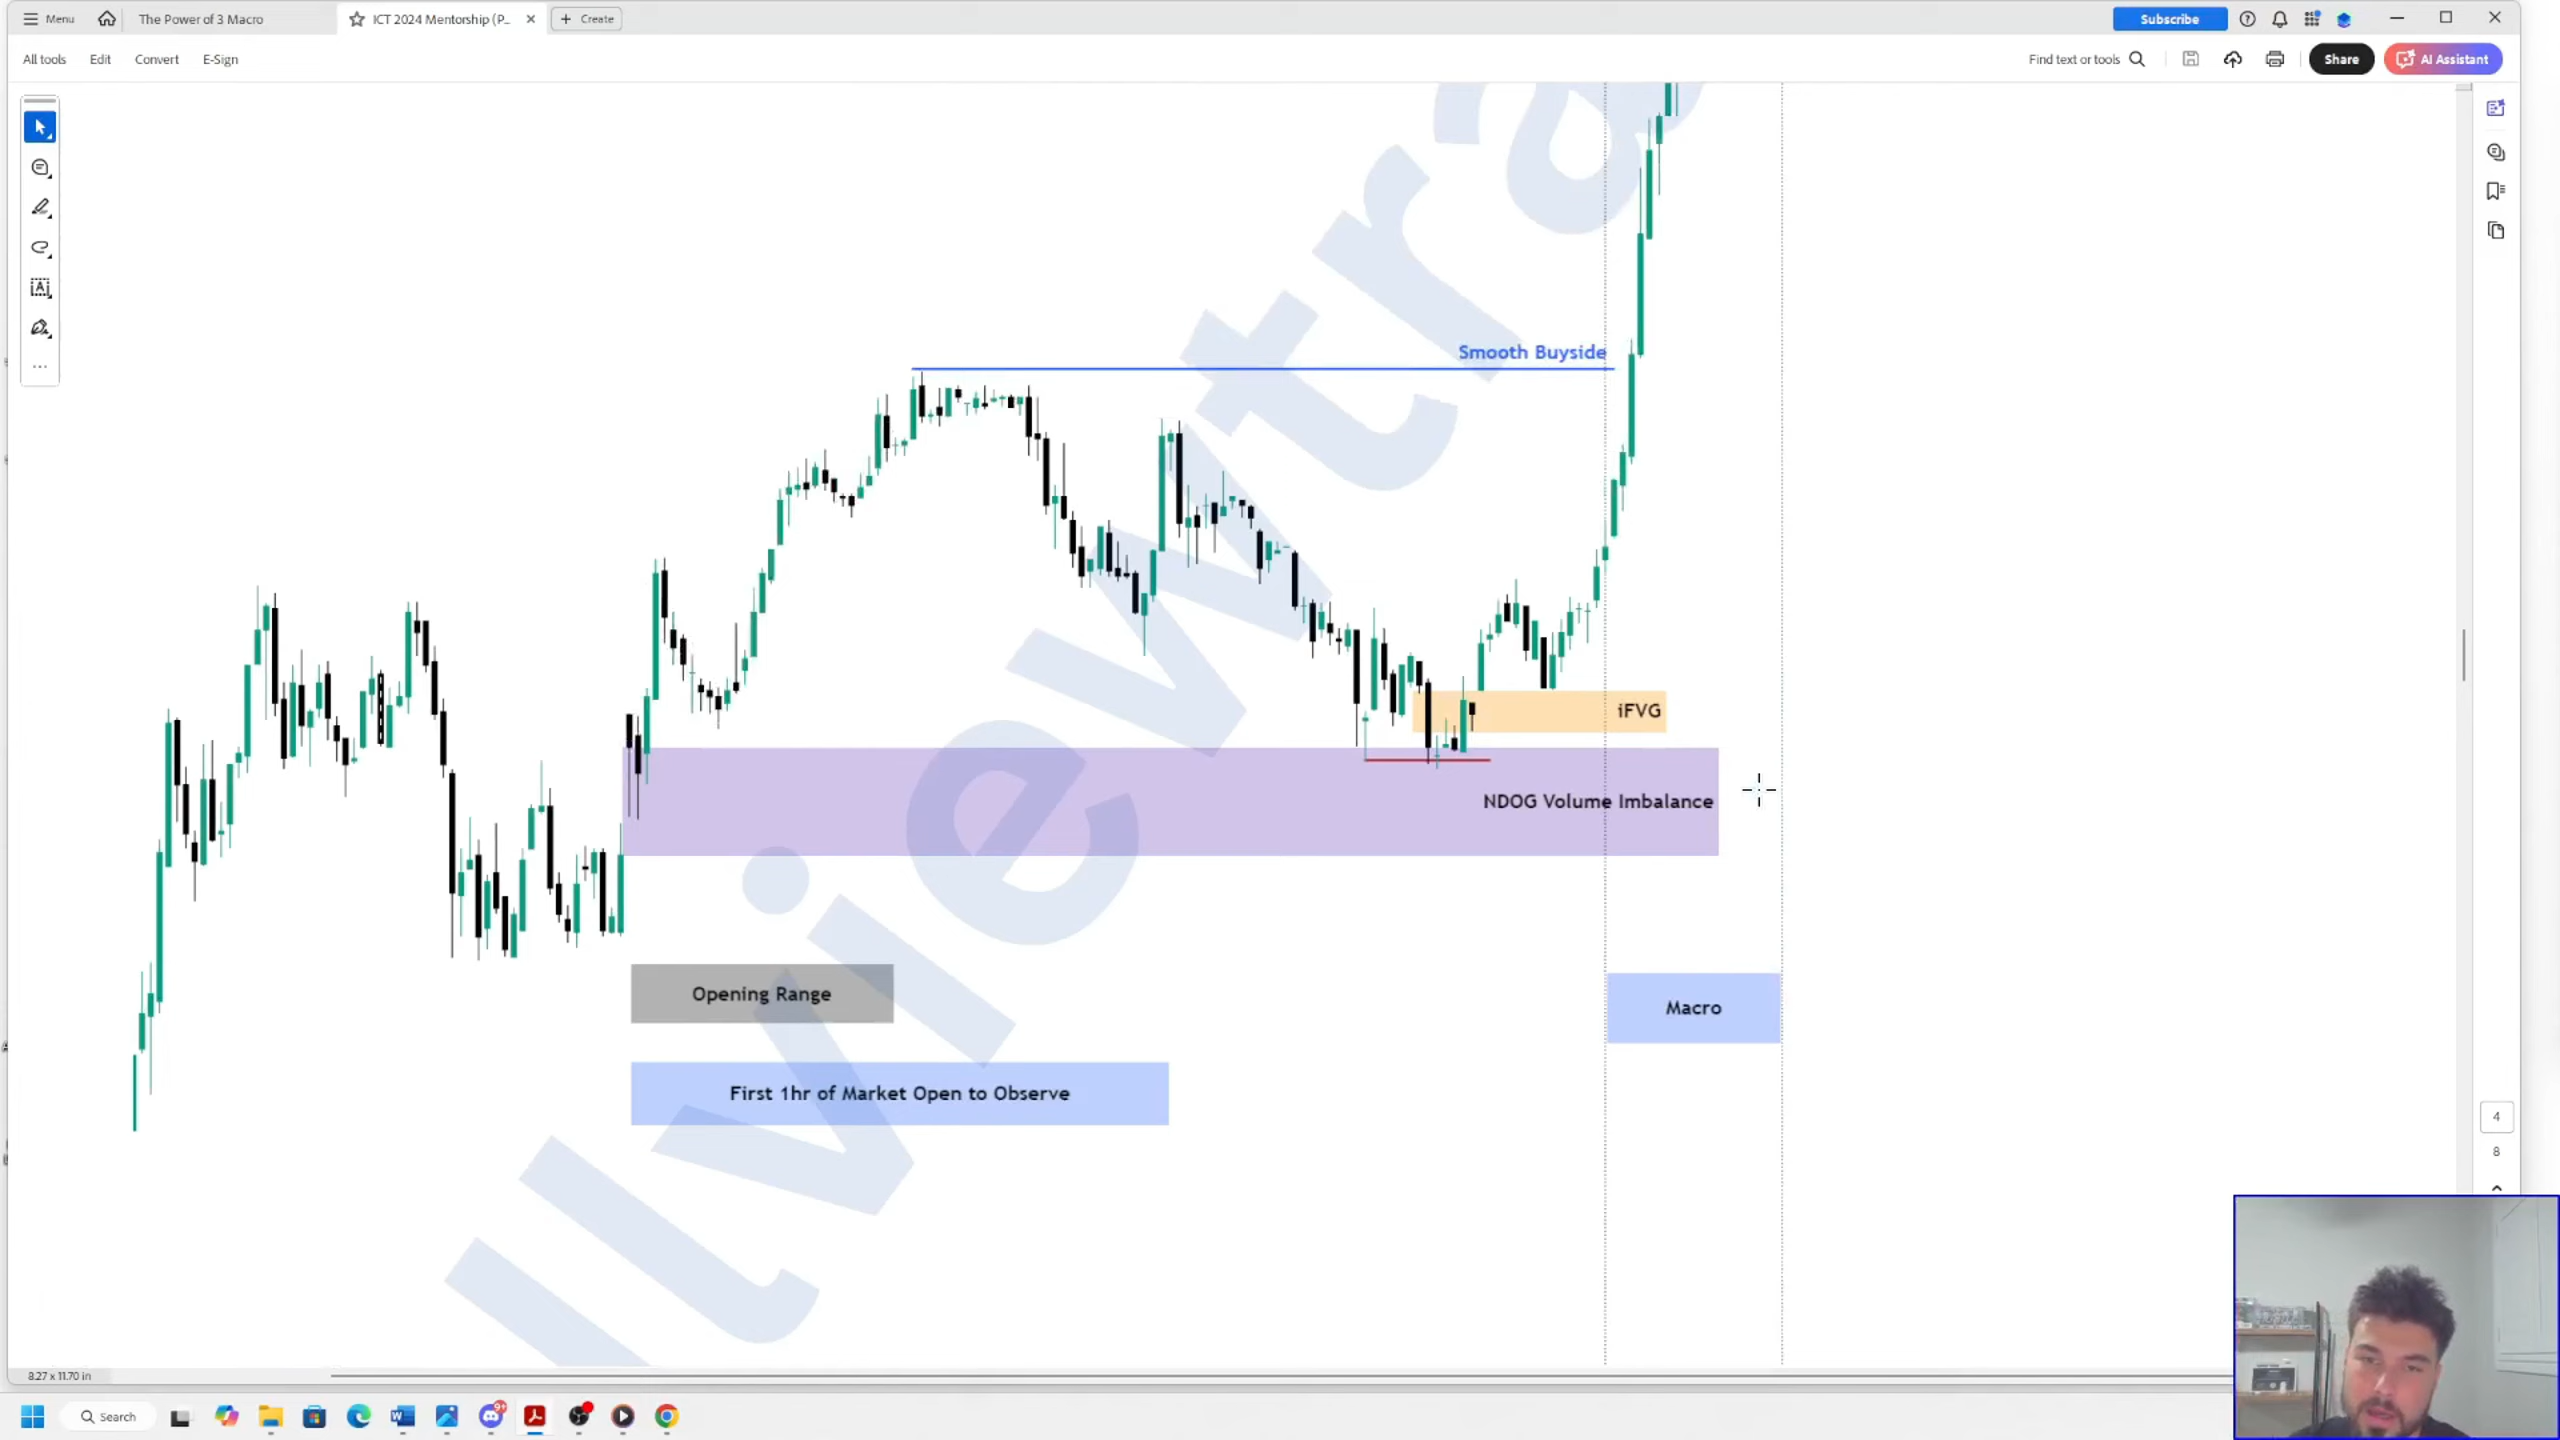 Menu
The Power of 3 Macro
ICT 2024 Mentorship (P...
Create
Subscribe
All tools
Edit
Convert
E-Sign
Find text or tools
Share
AI Assistant
Smooth Buyside
iFVG
NDOG Volume Imbalance
Opening Range
Macro
First 1hr of Market Open to Observe
llviewtra
4
8
8.27 x 11.70 in
Search
9+